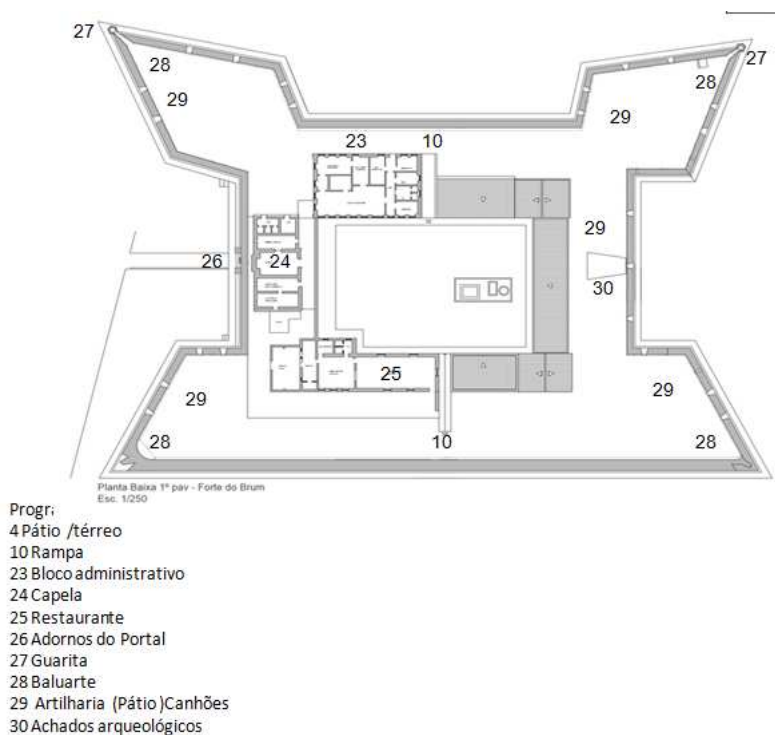 27
27
28
28
29
29
23
10
29
26
24
30
25
29
29
28
10
28
Planta Baixa 1º pav - Forte do Brum
Esc. 1/250
Progr
4 Pátio /térreo
10 Rampa
23 Bloco administrativo
24 Capela
25 Restaurante
26 Adornos do Portal
27 Guarita
28 Baluarte
29 Artilharia (Pátio )Canhões
30 Achados arqueológicos